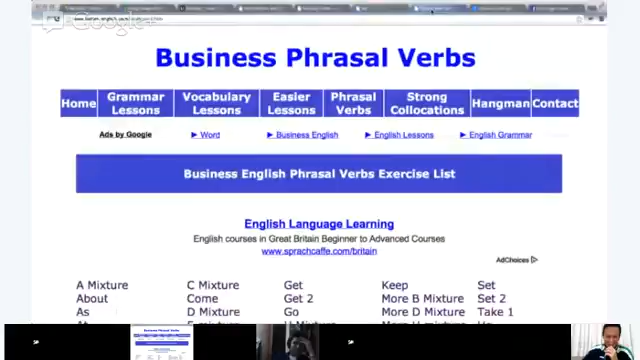 Business Phrasal Verbs
Home
Grammar Lessons
Vocabulary Lessons
Easier Lessons
Phrasal Verbs
Strong Collocations
Hangman
Contact
Ads by Google
► Word
► Business English
► English Lessons
► English Grammar
Business English Phrasal Verbs Exercise List
English Language Learning
English courses in Great Britain Beginner to Advanced Courses
www.sprachcaffe.com/britain
AdChoices
A Mixture
C Mixture
Get
Keep
Set
About
Come
Get 2
More B Mixture
Set 2
As
D Mixture
Go
More D Mixture
Take 1
Business Phrasal Verbs